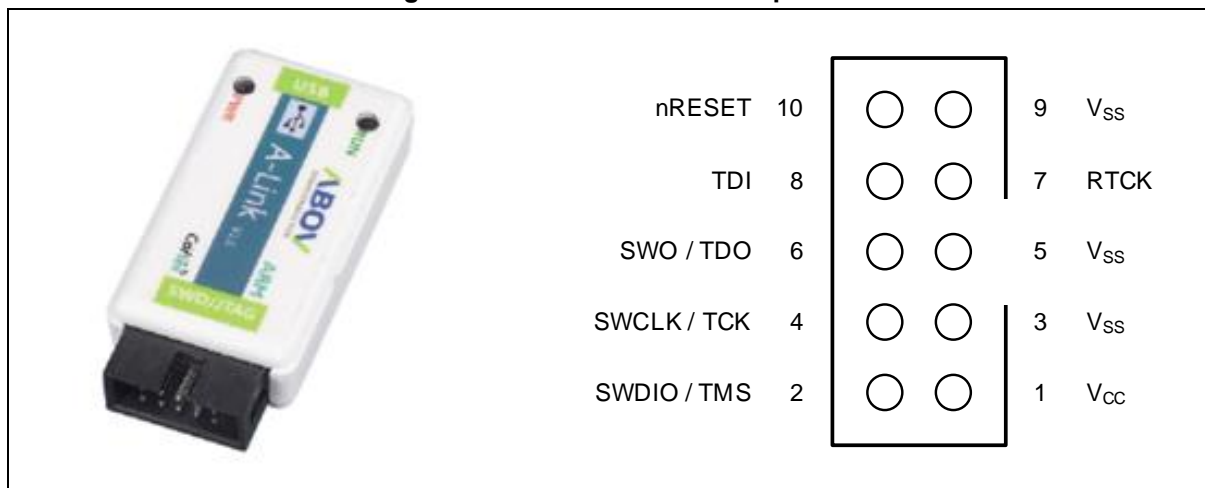 nRESET 10 9 VSS
TDI 8 7 RTCK
SWO / TDO 6 5 VSS
SWCLK / TCK 4 3 VSS
SWDIO / TMS 2 1 VCC
USB
PWR
RUN
A-Link
ABOV
ARM
SWD/JTAG